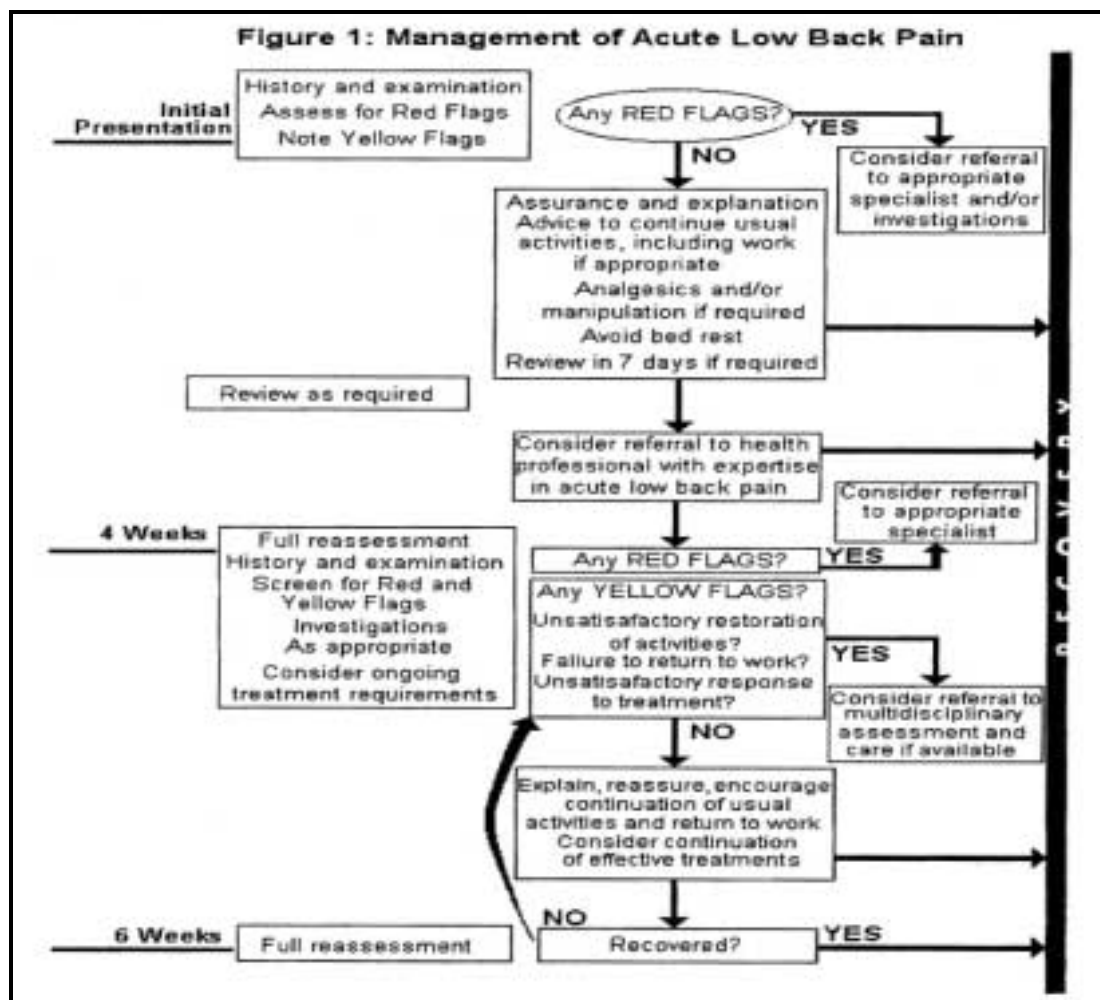 Figure 1: Management of Acute Low Back Pain
Initial
Presentation
History and examination
Assess for Red Flags
Note Yellow Flags
Any RED FLAGS?
YES
NO
Consider referral
to appropriate
specialist and/or
investigations
Assurance and explanation
Advice to continue usual
activities, including work
if appropriate
Analgesics and/or
manipulation if required
Avoid bed rest
Review in 7 days if required
Review as required
Consider referral to health
professional with expertise
in acute low back pain
Consider referral
to appropriate
specialist
4 Weeks
Full reassessment
History and examination
Screen for Red and
Yellow Flags
Investigations
As appropriate
Consider ongoing
treatment requirements
Any RED FLAGS?
YES
Any YELLOW FLAGS?
Unsatisafactory restoration
of activities?
Failure to return to work?
Unsatisafactory response
to treatment?
YES
NO
Consider referral to
multidisciplinary
assessment and
care if available
Explain, reassure, encourage
continuation of usual
activities and return to work
Consider continuation
of effective treatments
6 Weeks
Full reassessment
NO
Recovered?
YES
RECOVERY